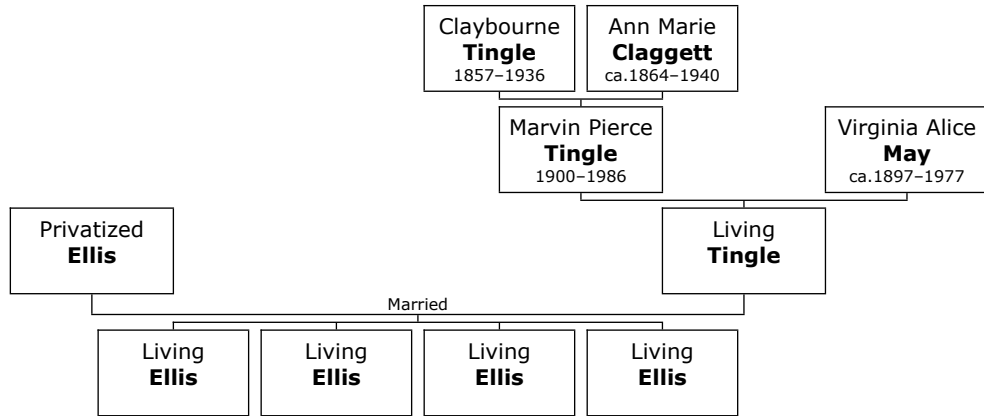 Claybourne
Tingle
1857–1936
Ann Marie
Claggett
ca.1864–1940
Marvin Pierce
Tingle
1900–1986
Virginia Alice
May
ca.1897–1977
Privatized
Ellis
Living
Tingle
Married
Living
Ellis
Living
Ellis
Living
Ellis
Living
Ellis